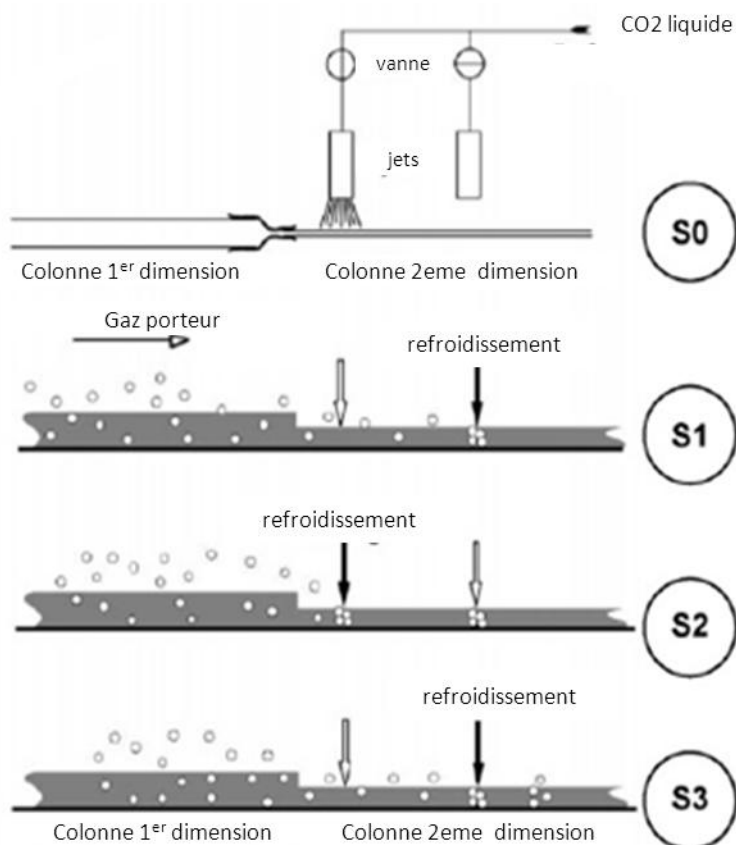 CO2 liquide
vanne
jets
S0
Colonne 1er dimension Colonne 2eme dimension
Gaz porteur
refroidissement
S1
refroidissement
S2
refroidissement
S3
Colonne 1er dimension Colonne 2eme dimension